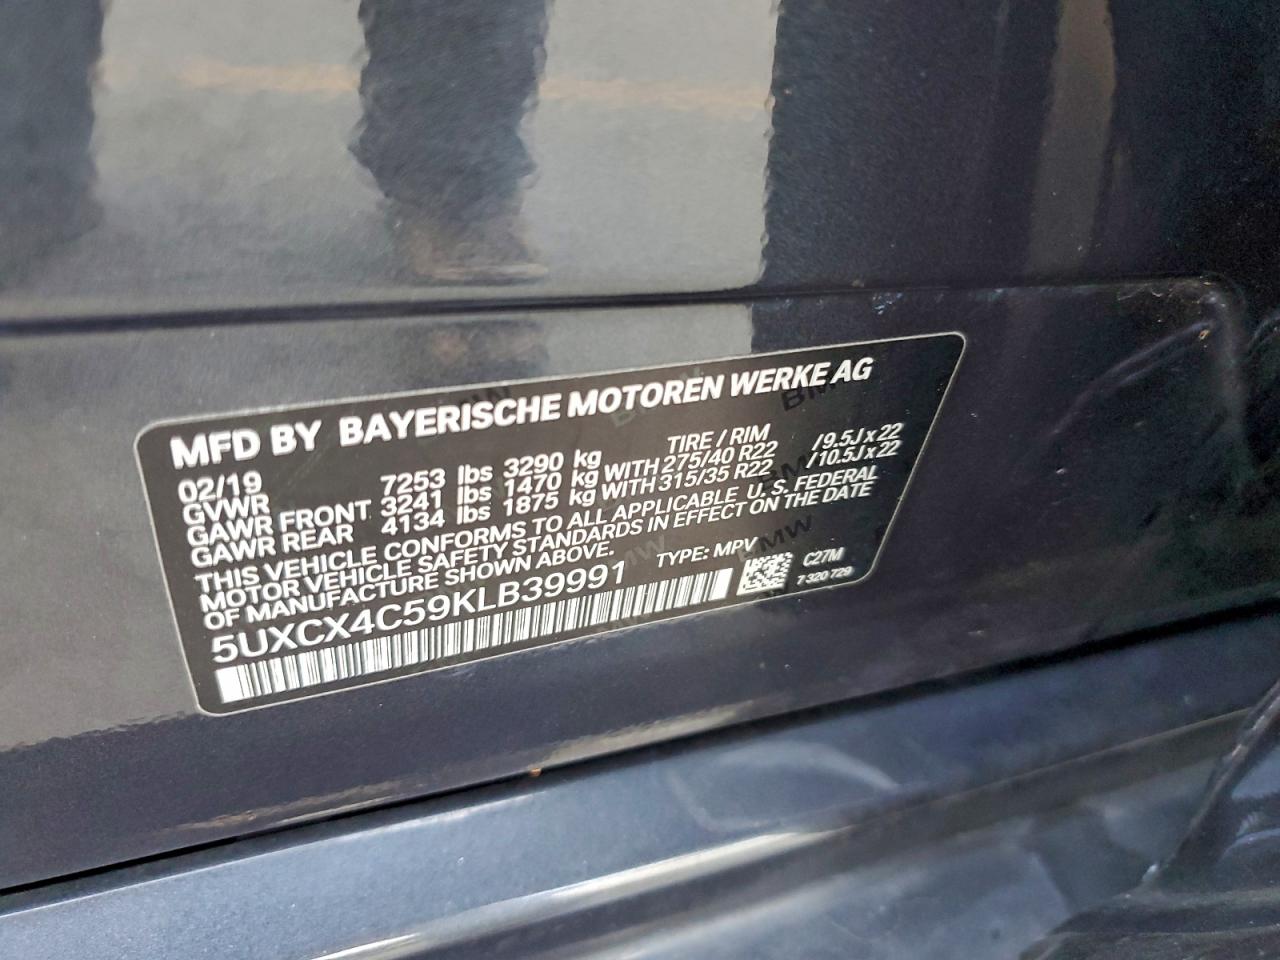 MFD BY BAYERISCHE MOTOREN WERKE AG
02/19 TIRE / RIM
GVWR 7253 lbs 3290 kg
GAWR FRONT 3241 lbs 1470 kg WITH 275/40 R22 /9.5J x 22
GAWR REAR 4134 lbs 1875 kg WITH 315/35 R22 /10.5J x 22
THIS VEHICLE CONFORMS TO ALL APPLICABLE U. S. FEDERAL
MOTOR VEHICLE SAFETY STANDARDS IN EFFECT ON THE DATE
OF MANUFACTURE SHOWN ABOVE. TYPE: MPV
5UXCX4C59KLB39991 C27M
7 320 729
BMW
BMW
BMW